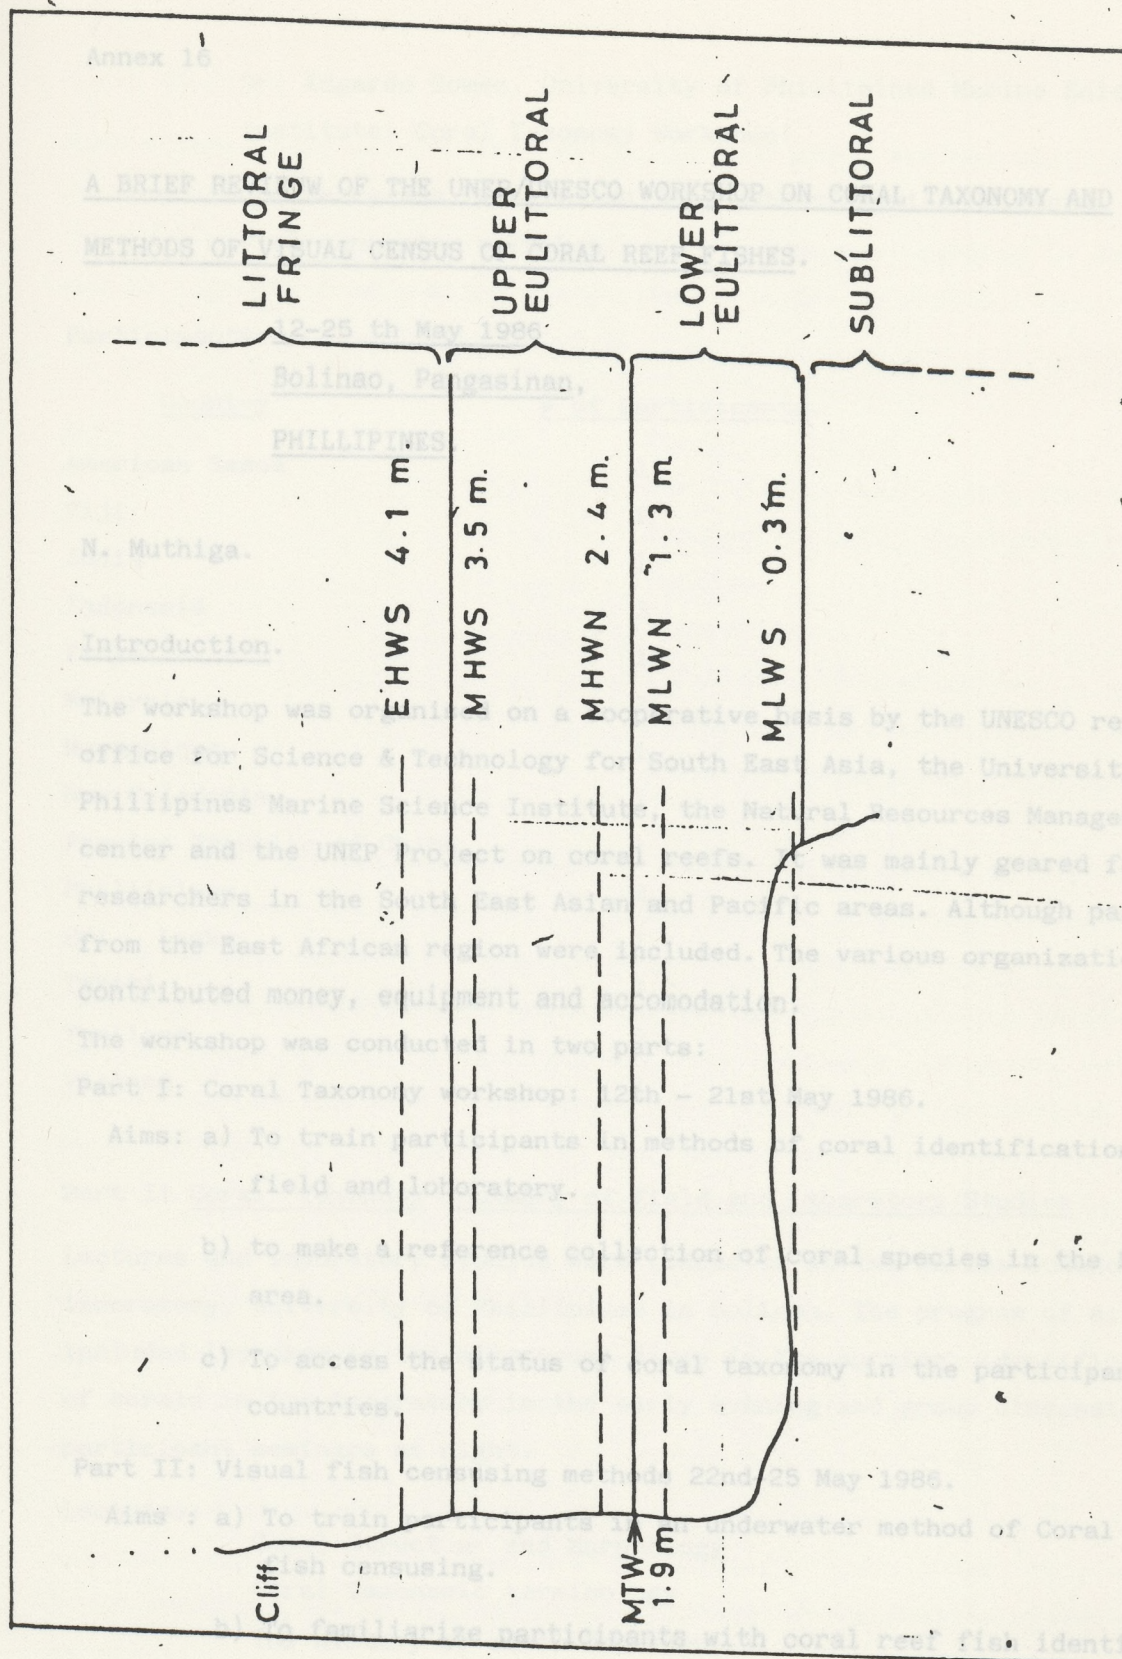 LITTORAL
FRINGE
UPPER
EULITTORAL
LOWER
EULITTORAL
SUBLITTORAL
EHWS 4.1 m.
MHWS 3.5 m.
MHWN 2.4 m.
MLWN 1.3 m
MLWS 0.3 m.
Cliff
MTW
1.9 m
Annex 16
A BRIEF REVIEW OF THE UNEP/UNESCO WORKSHOP ON CORAL TAXONOMY AND
METHODS OF VISUAL CENSUS OF CORAL REEF FISHES.
12-25 th May 1986
Bolinao, Pangasinan,
PHILLIPINES.
N. Muthiga.
Introduction.
The workshop was organised on a cooperative basis by the UNESCO
office for Science & Technology for South East Asia, the
Phillipines Marine Science Institute, the Natural Resources
center and the UNEP Project on coral reefs. It was mainly geared
researchers in the South East Asian and Pacific areas. Although
from the East African region were included. The various
contributed money, equipment and accomodation.
The workshop was conducted in two parts:
Part I: Coral Taxonomy workshop: 12th - 21st May 1986.
Aims: a) To train participants in methods of coral identification
field and loboratory.
b) to make a reference collection of coral species in the
area.
c) To access the status of coral taxonomy in the
countries.
Part II: Visual fish censusing methods 22nd-25 May 1986.
Aims : a) To train participants in an underwater method of Coral
fish censusing.
b) To familiarize participants with coral reef fish